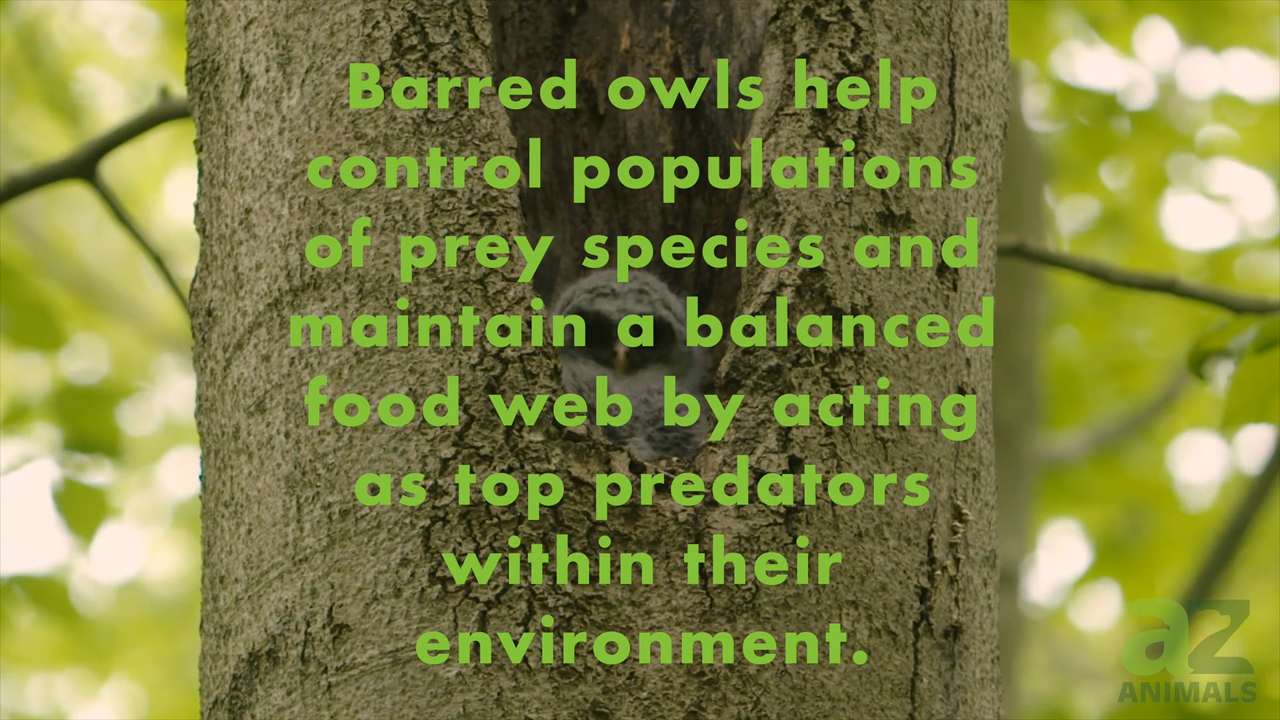 Barred owls help
control populations
of prey species and
maintain a balanced
food web by acting
as top predators
within their
environment.
az
ANIMALS